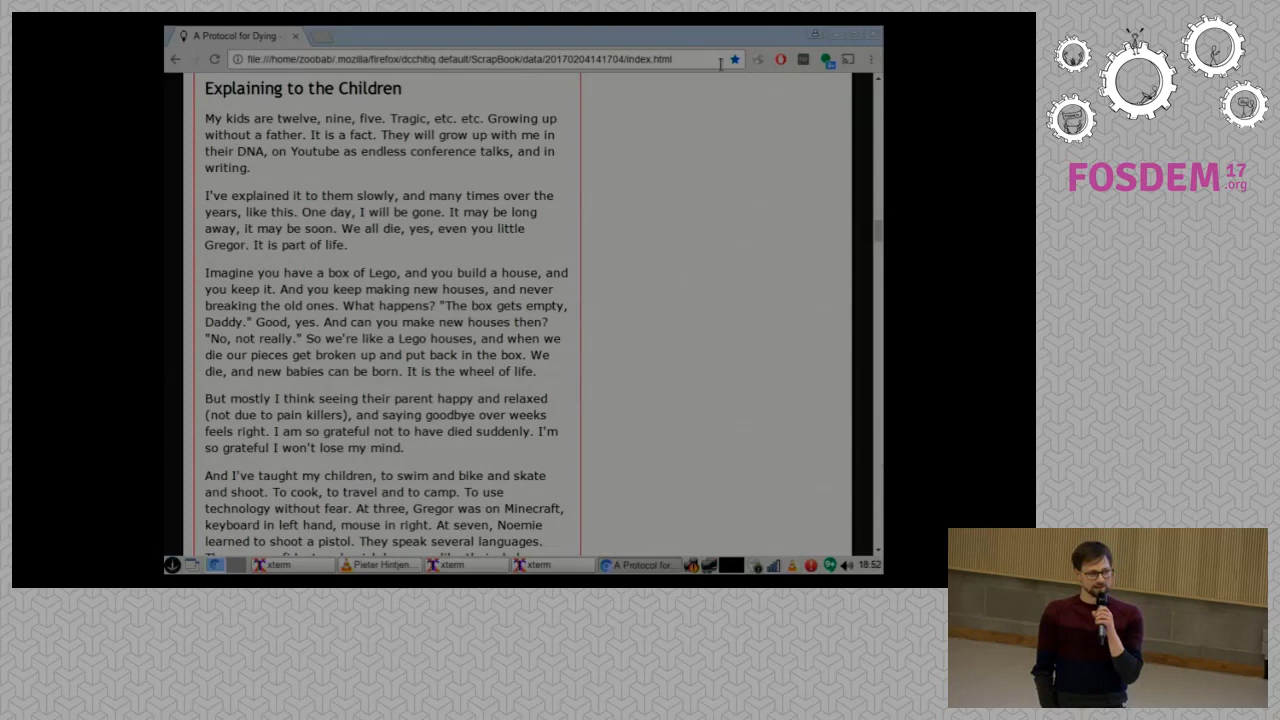 A Protocol for Dying -
file:///home/zoobab/.mozilla/firefox/dcchitiq.default/ScrapBook/data/20170204141704/index.html
Explaining to the Children
My kids are twelve, nine, five. Tragic, etc. etc. Growing up
without a father. It is a fact. They will grow up with me in
their DNA, on Youtube as endless conference talks, and in
writing.
I've explained it to them slowly, and many times over the
years, like this. One day, I will be gone. It may be long
away, it may be soon. We all die, yes, even you little
Gregor. It is part of life.
Imagine you have a box of Lego, and you build a house, and
you keep it. And you keep making new houses, and never
breaking the old ones. What happens? "The box gets empty,
Daddy." Good, yes. And can you make new houses then?
"No, not really." So we're like a Lego houses, and when we
die our pieces get broken up and put back in the box. We
die, and new babies can be born. It is the wheel of life.
But mostly I think seeing their parent happy and relaxed
(not due to pain killers), and saying goodbye over weeks
feels right. I am so grateful not to have died suddenly. I'm
so grateful I won't lose my mind.
And I've taught my children, to swim and bike and skate
and shoot. To cook, to travel and to camp. To use
technology without fear. At three, Gregor was on Minecraft,
keyboard in left hand, mouse in right. At seven, Noemie
learned to shoot a pistol. They speak several languages.
xterm
Pieter Hintjen...
xterm
xterm
A Protocol for...
18:52
FOSDEM 17
.org